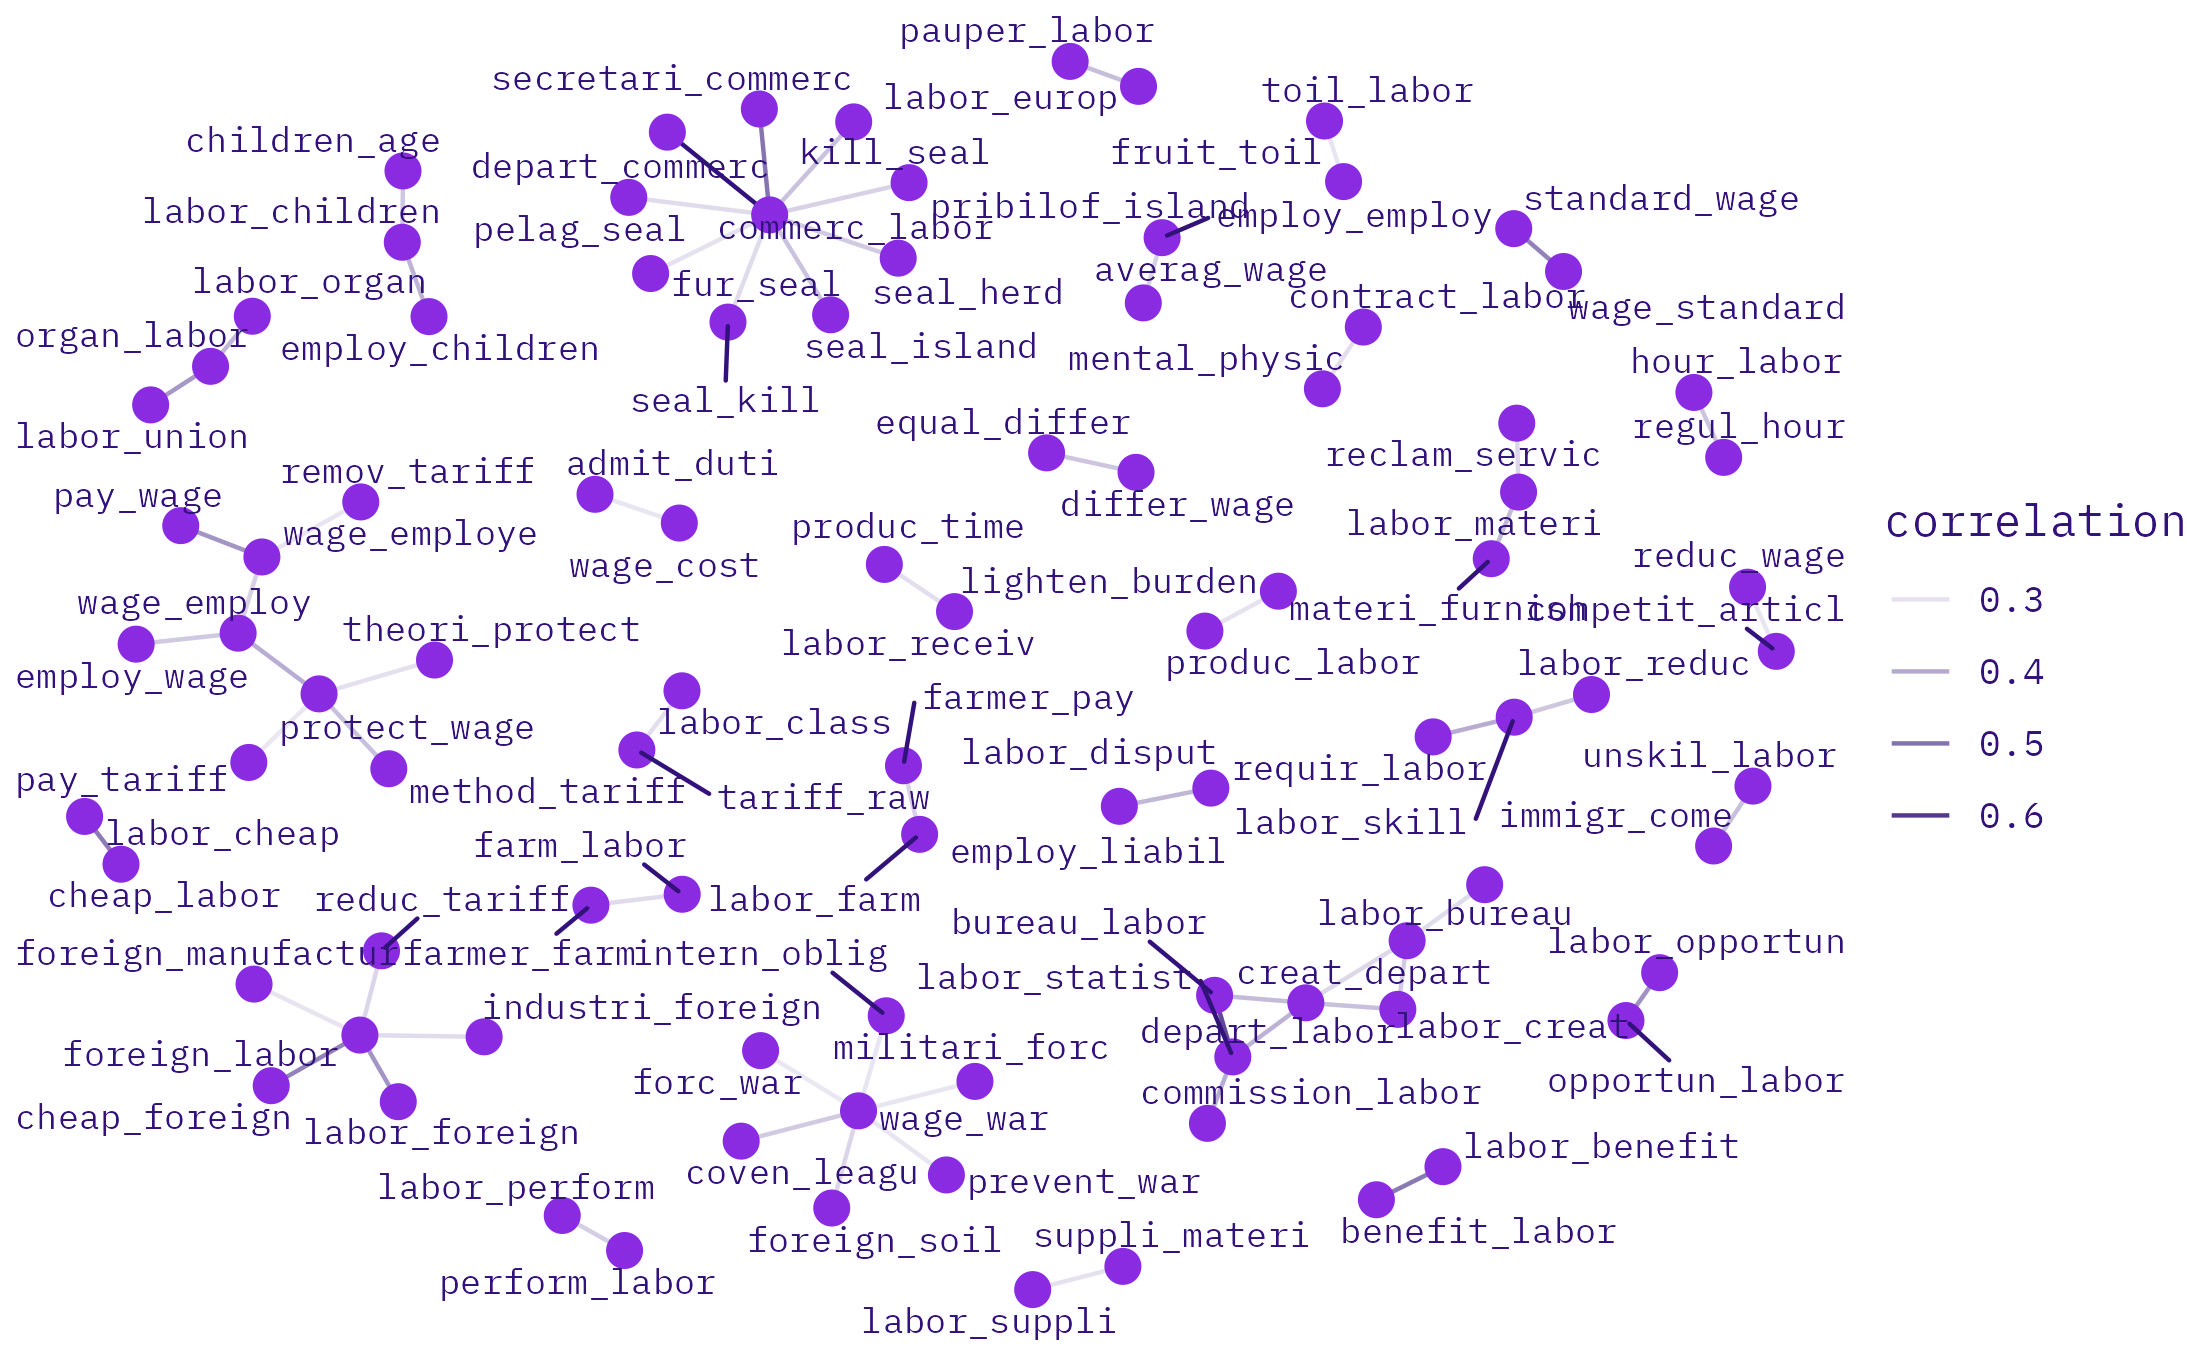 pauper_labor
secretari_commerc
labor_europ
toil_labor
children_age
depart_commerc
kill_seal
fruit_toil
labor_children
pelag_seal
commerc_labor
pribilof_island
employ_employ
standard_wage
labor_organ
fur_seal
seal_herd
averag_wage
contract_labor
wage_standard
organ_labor
employ_children
seal_island
mental_physic
hour_labor
labor_union
seal_kill
equal_differ
reclam_servic
regul_hour
remov_tariff
admit_duti
pay_wage
wage_employe
differ_wage
labor_materi
produc_time
wage_cost
reduc_wage
correlation
0.3
0.4
0.5
0.6
wage_employ
lighten_burden
materi_furnish
competit_articl
theori_protect
labor_receiv
employ_wage
produc_labor
labor_reduc
protect_wage
labor_class
farmer_pay
labor_disput
requir_labor
unskil_labor
pay_tariff
method_tariff
tariff_raw
labor_skill
immigr_come
labor_cheap
farm_labor
employ_liabil
cheap_labor
reduc_tariff
labor_farm
bureau_labor
labor_bureau
foreign_manufactur
farmer_farm
intern_oblig
labor_statist
creat_depart
labor_opportun
industri_foreign
foreign_labor
militari_forc
depart_labor
labor_creat
cheap_foreign
labor_foreign
forc_war
wage_war
commission_labor
opportun_labor
labor_perform
coven_leagu
prevent_war
labor_benefit
foreign_soil
suppli_materi
benefit_labor
perform_labor
labor_suppli